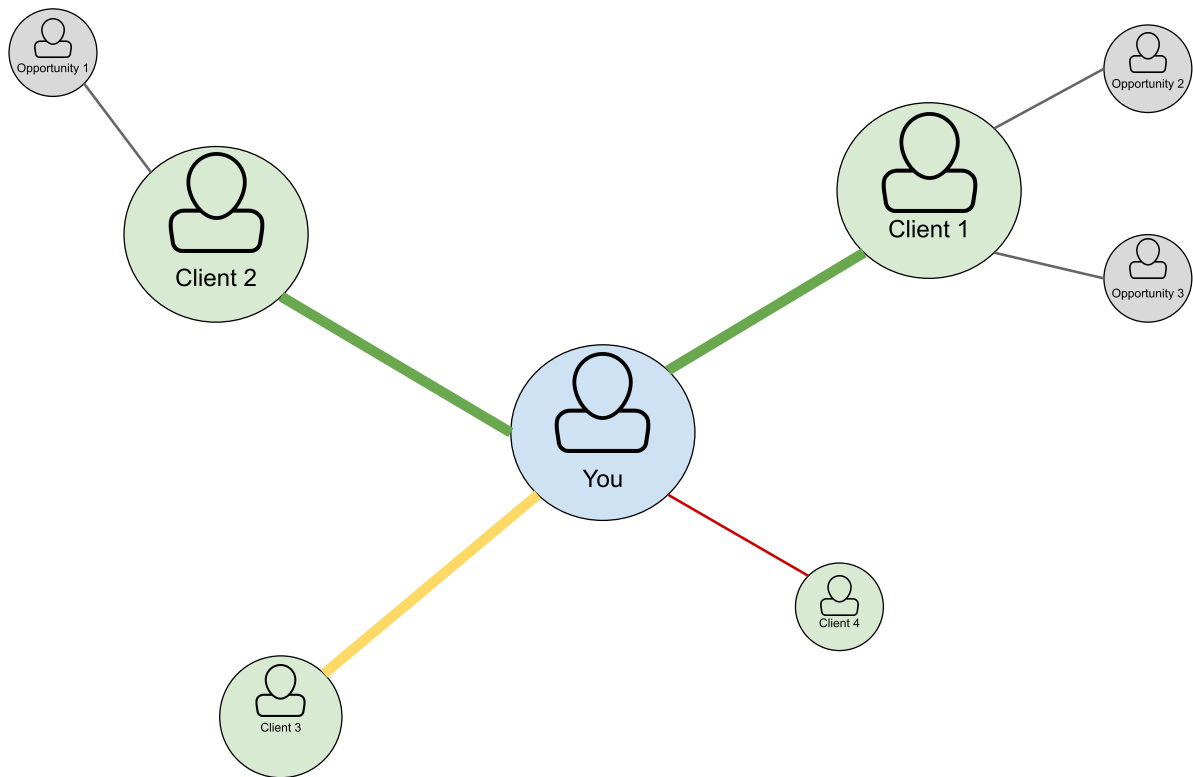 Opportunity 1
Opportunity 2
Client 1
Client 2
Opportunity 3
You
Client 4
Client 3